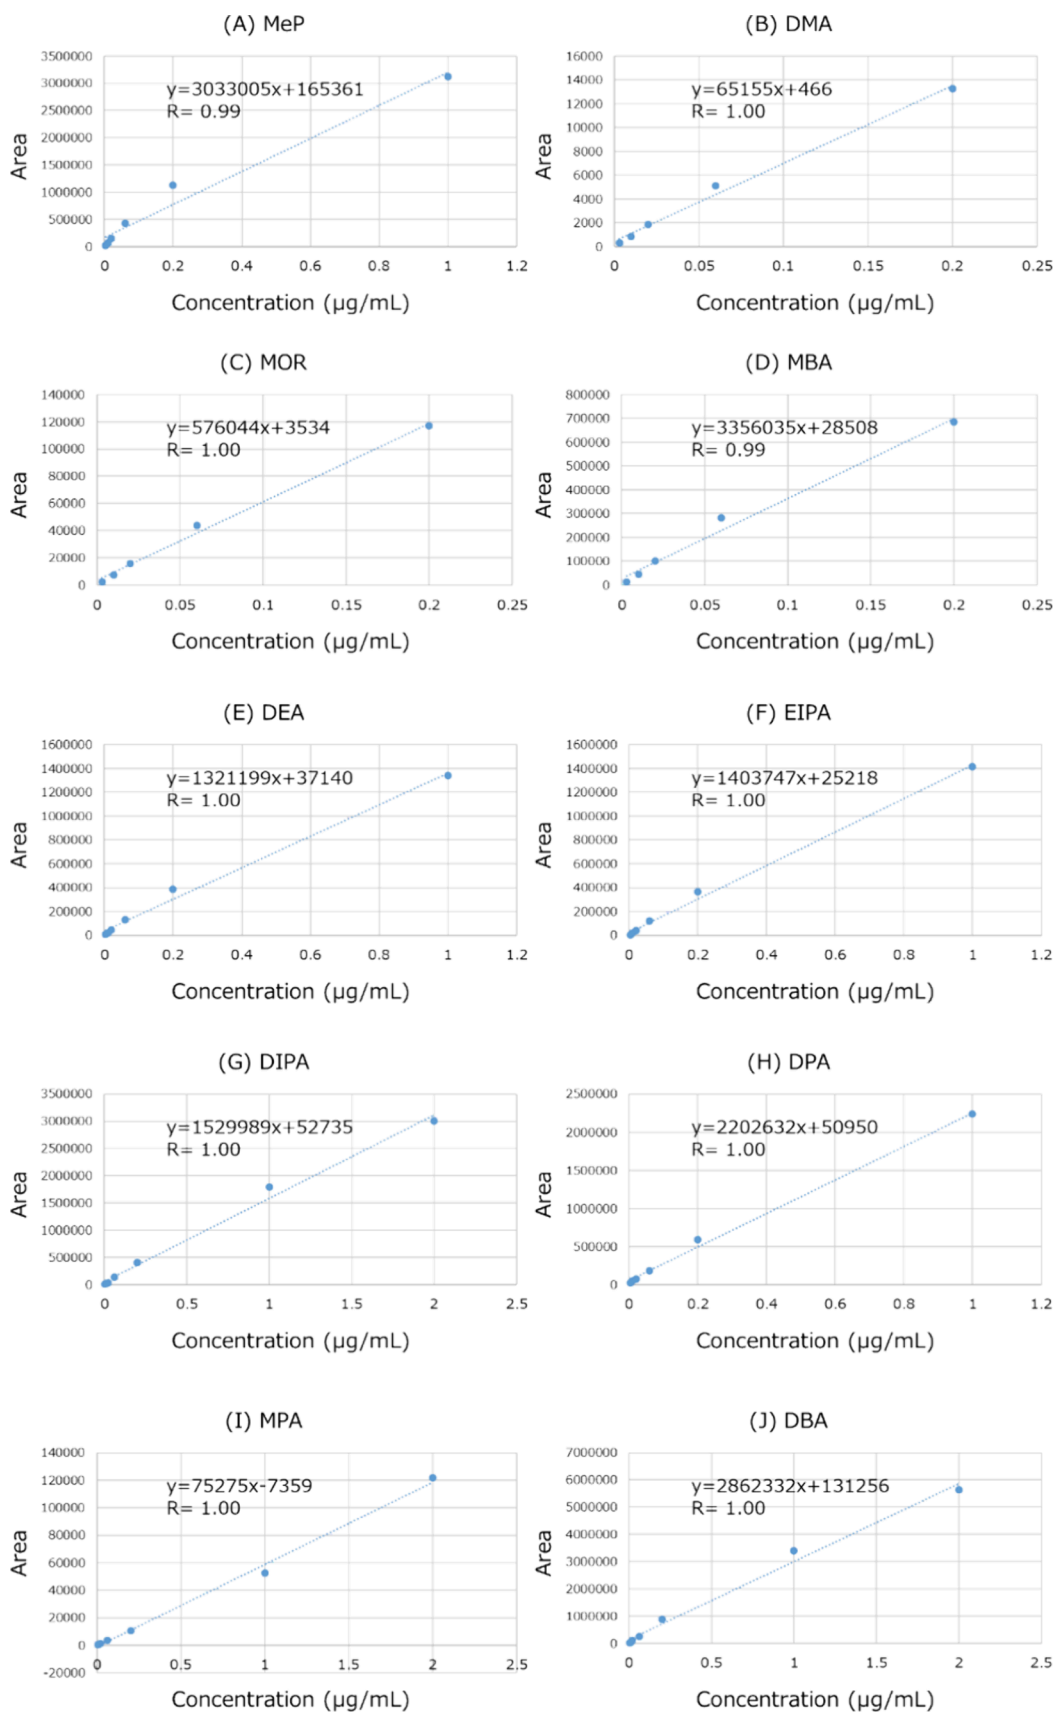 (A) MeP
3500000
3000000
2500000
2000000
1500000
1000000
500000
0
y=3033005x+165361
R= 0.99
Area
0 0.2 0.4 0.6 0.8 1 1.2
Concentration (µg/mL)
(B) DMA
16000
14000
12000
10000
8000
6000
4000
2000
0
y=65155x+466
R= 1.00
Area
0 0.05 0.1 0.15 0.2 0.25
Concentration (µg/mL)
(C) MOR
140000
120000
100000
80000
60000
40000
20000
0
y=576044x+3534
R= 1.00
Area
0 0.05 0.1 0.15 0.2 0.25
Concentration (µg/mL)
(D) MBA
800000
700000
600000
500000
400000
300000
200000
100000
0
y=3356035x+28508
R= 0.99
Area
0 0.05 0.1 0.15 0.2 0.25
Concentration (µg/mL)
(E) DEA
1600000
1400000
1200000
1000000
800000
600000
400000
200000
0
y=1321199x+37140
R= 1.00
Area
0 0.2 0.4 0.6 0.8 1 1.2
Concentration (µg/mL)
(F) EIPA
1600000
1400000
1200000
1000000
800000
600000
400000
200000
0
y=1403747x+25218
R= 1.00
Area
0 0.2 0.4 0.6 0.8 1 1.2
Concentration (µg/mL)
(G) DIPA
3500000
3000000
2500000
2000000
1500000
1000000
500000
0
y=1529989x+52735
R= 1.00
Area
0 0.5 1 1.5 2 2.5
Concentration (µg/mL)
(H) DPA
2500000
2000000
1500000
1000000
500000
0
y=2202632x+50950
R= 1.00
Area
0 0.2 0.4 0.6 0.8 1 1.2
Concentration (µg/mL)
(I) MPA
140000
120000
100000
80000
60000
40000
20000
0
-20000
y=75275x-7359
R= 1.00
Area
0 0.5 1 1.5 2 2.5
Concentration (µg/mL)
(J) DBA
7000000
6000000
5000000
4000000
3000000
2000000
1000000
0
y=2862332x+131256
R= 1.00
Area
0 0.5 1 1.5 2 2.5
Concentration (µg/mL)